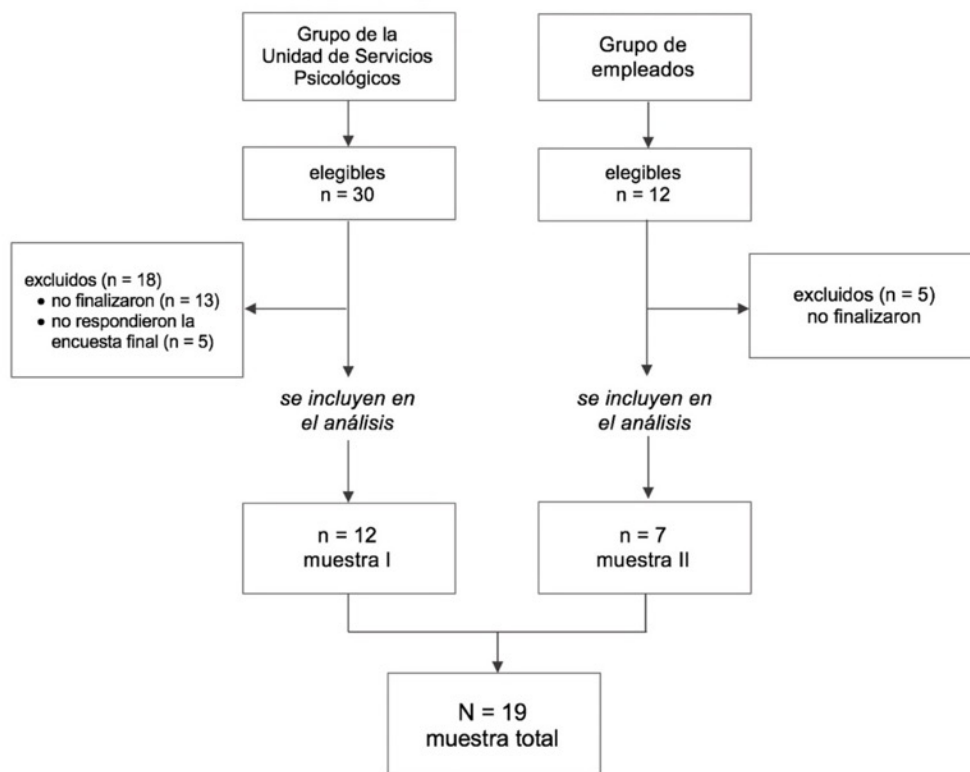 Grupo de la
Unidad de Servicios
Psicológicos
Grupo de
empleados
elegibles
n = 30
elegibles
n = 12
excluidos (n = 18)
• no finalizaron (n = 13)
• no respondieron la
encuesta final (n = 5)
excluidos (n = 5)
no finalizaron
se incluyen en
el análisis
se incluyen en
el análisis
n = 12
muestra I
n = 7
muestra II
N = 19
muestra total